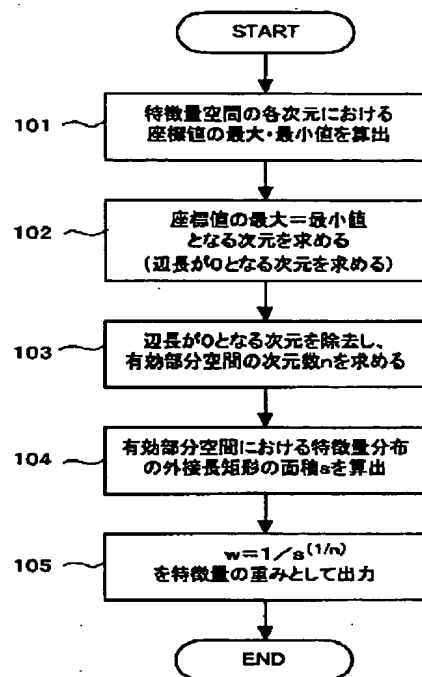 START
101
特徴量空間の各次元における
座標値の最大・最小値を算出
102
座標値の最大＝最小値
となる次元を求める
(辺長が0となる次元を求める)
103
辺長が0となる次元を除去し、
有効部分空間の次元数nを求める
104
有効部分空間における特徴量分布
の外接長矩形の面積sを算出
105
w=1／s^(1/n)
を特徴量の重みとして出力
END